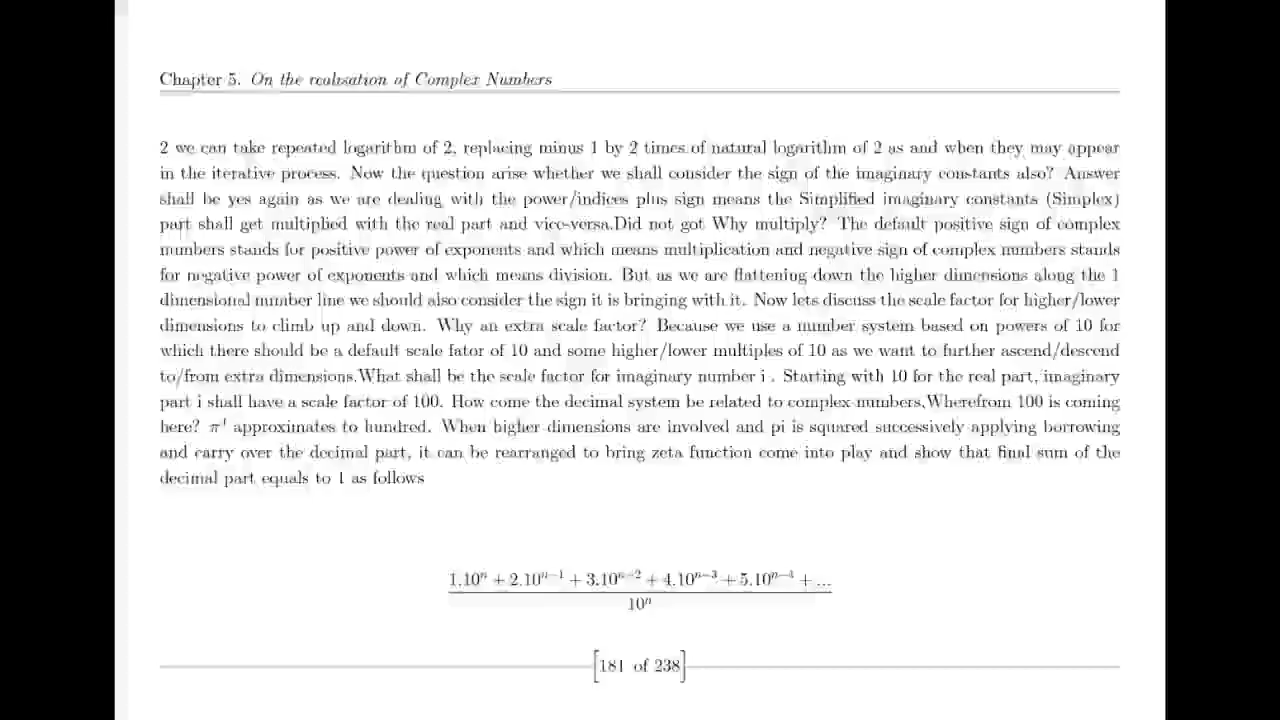 Chapter 5. On the realisation of Complex Numbers
2 we can take repeated logarithm of 2, replacing minus 1 by 2 times of natural logarithm of 2 as and when they may appear
in the iterative process. Now the question arise whether we shall consider the sign of the imaginary constants also? Answer
shall be yes again as we are dealing with the power/indices plus sign means the Simplified imaginary constants (Simplex)
part shall get multiplied with the real part and vice-versa.Did not got Why multiply? The default positive sign of complex
numbers stands for positive power of exponents and which means multiplication and negative sign of complex numbers stands
for negative power of exponents and which means division. But as we are flattening down the higher dimensions along the 1
dimensional number line we should also consider the sign it is bringing with it. Now lets discuss the scale factor for higher/lower
dimensions to climb up and down. Why an extra scale factor? Because we use a number system based on powers of 10 for
which there should be a default scale fator of 10 and some higher/lower multiples of 10 as we want to further ascend/descend
to/from extra dimensions.What shall be the scale factor for imaginary number i . Starting with 10 for the real part, imaginary
part i shall have a scale factor of 100. How come the decimal system be related to complex numbers,Wherefrom 100 is coming
here? π⁴ approximates to hundred. When higher dimensions are involved and pi is squared successively applying borrowing
and carry over the decimal part, it can be rearranged to bring zeta function come into play and show that final sum of the
decimal part equals to 1 as follows
1.10ⁿ + 2.10ⁿ⁻¹ + 3.10ⁿ⁻² + 4.10ⁿ⁻³ + 5.10ⁿ⁻⁴ + ...
10ⁿ
[181 of 238]